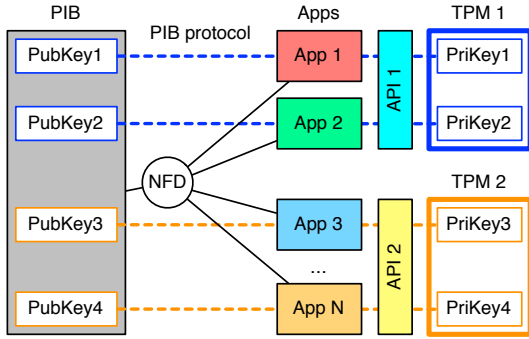 PIB
Apps
TPM 1
PIB protocol
PubKey1
App 1
API 1
PriKey1
PubKey2
App 2
PriKey2
NFD
TPM 2
PubKey3
App 3
API 2
PriKey3
...
PubKey4
App N
PriKey4